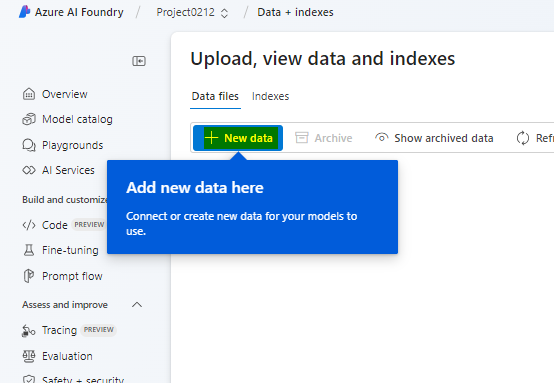 Azure AI Foundry / Project0212 / Data + indexes
Upload, view data and indexes
Data files Indexes
+ New data Archive Show archived data
Add new data here
Connect or create new data for your models to
use.
Overview
Model catalog
Playgrounds
AI Services
Build and customize
Code PREVIEW
Fine-tuning
Prompt flow
Assess and improve
Tracing PREVIEW
Evaluation
Safety + security